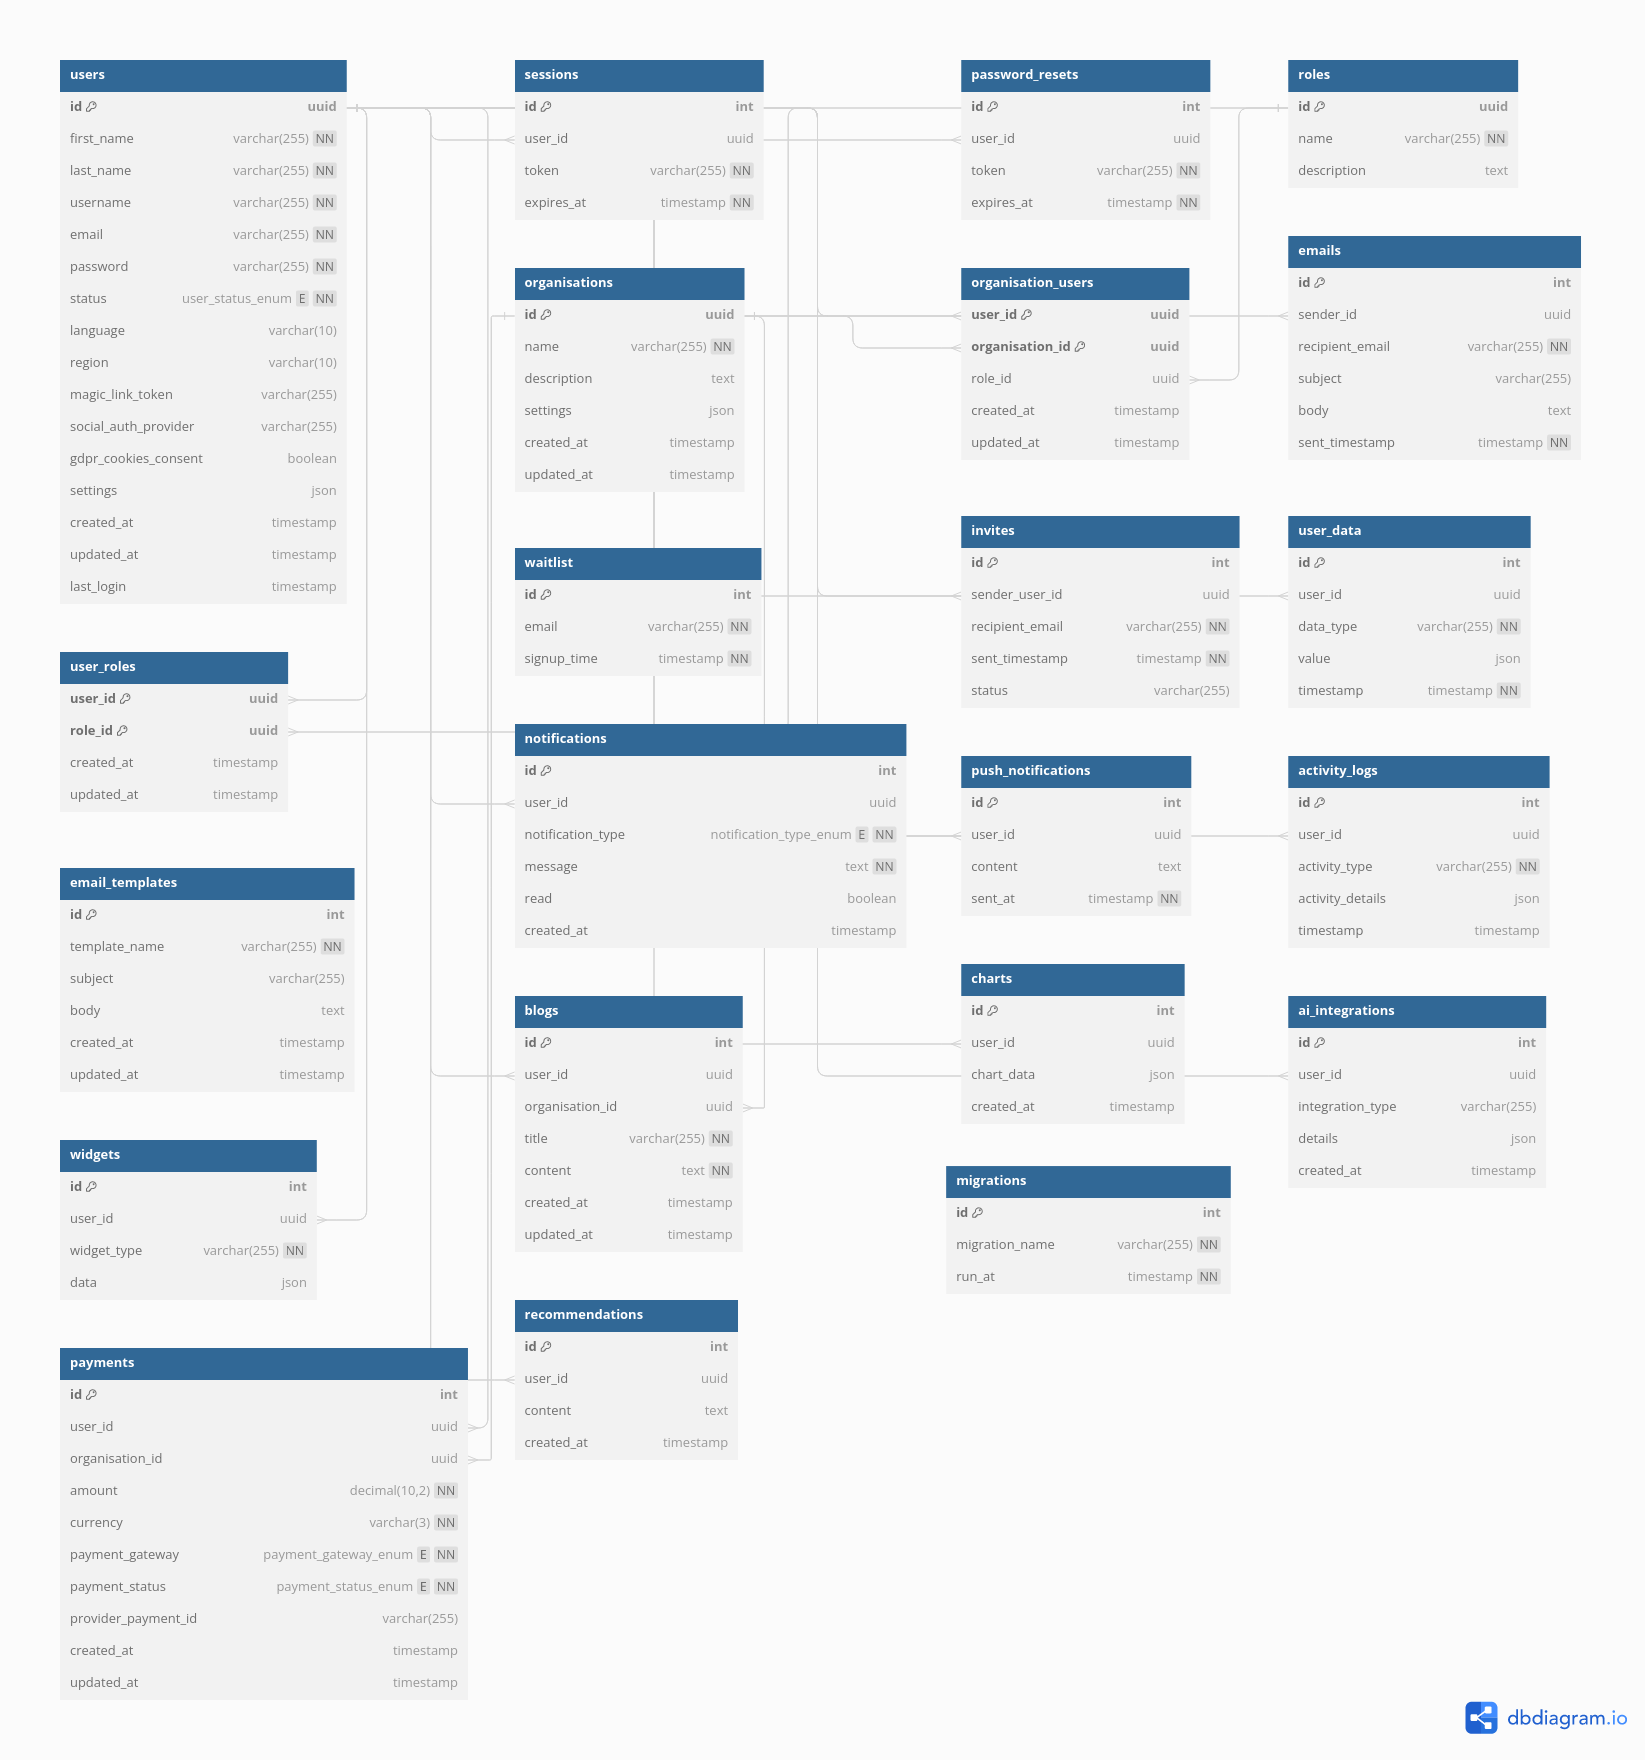 users
id uuid
first_name varchar(255) NN
last_name varchar(255) NN
username varchar(255) NN
email varchar(255) NN
password varchar(255) NN
status user_status_enum E NN
language varchar(10)
region varchar(10)
magic_link_token varchar(255)
social_auth_provider varchar(255)
gdpr_cookies_consent boolean
settings json
created_at timestamp
updated_at timestamp
last_login timestamp
user_roles
user_id uuid
role_id uuid
created_at timestamp
updated_at timestamp
email_templates
id int
template_name varchar(255) NN
subject varchar(255)
body text
created_at timestamp
updated_at timestamp
widgets
id int
user_id uuid
widget_type varchar(255) NN
data json
payments
id int
user_id uuid
organisation_id uuid
amount decimal(10,2) NN
currency varchar(3) NN
payment_gateway payment_gateway_enum E NN
payment_status payment_status_enum E NN
provider_payment_id varchar(255)
created_at timestamp
updated_at timestamp
sessions
id int
user_id uuid
token varchar(255) NN
expires_at timestamp NN
organisations
id uuid
name varchar(255) NN
description text
settings json
created_at timestamp
updated_at timestamp
waitlist
id int
email varchar(255) NN
signup_time timestamp NN
notifications
id int
user_id uuid
notification_type notification_type_enum E NN
message text NN
read boolean
created_at timestamp
blogs
id int
user_id uuid
organisation_id uuid
title varchar(255) NN
content text NN
created_at timestamp
updated_at timestamp
recommendations
id int
user_id uuid
content text
created_at timestamp
password_resets
id int
user_id uuid
token varchar(255) NN
expires_at timestamp NN
organisation_users
user_id uuid
organisation_id uuid
role_id uuid
created_at timestamp
updated_at timestamp
invites
id int
sender_user_id uuid
recipient_email varchar(255) NN
sent_timestamp timestamp NN
status varchar(255)
push_notifications
id int
user_id uuid
content text
sent_at timestamp NN
charts
id int
user_id uuid
chart_data json
created_at timestamp
migrations
id int
migration_name varchar(255) NN
run_at timestamp NN
roles
id uuid
name varchar(255) NN
description text
emails
id int
sender_id uuid
recipient_email varchar(255) NN
subject varchar(255)
body text
sent_timestamp timestamp NN
user_data
id int
user_id uuid
data_type varchar(255) NN
value json
timestamp timestamp NN
activity_logs
id int
user_id uuid
activity_type varchar(255) NN
activity_details json
timestamp timestamp
ai_integrations
id int
user_id uuid
integration_type varchar(255)
details json
created_at timestamp
dbdiagram.io